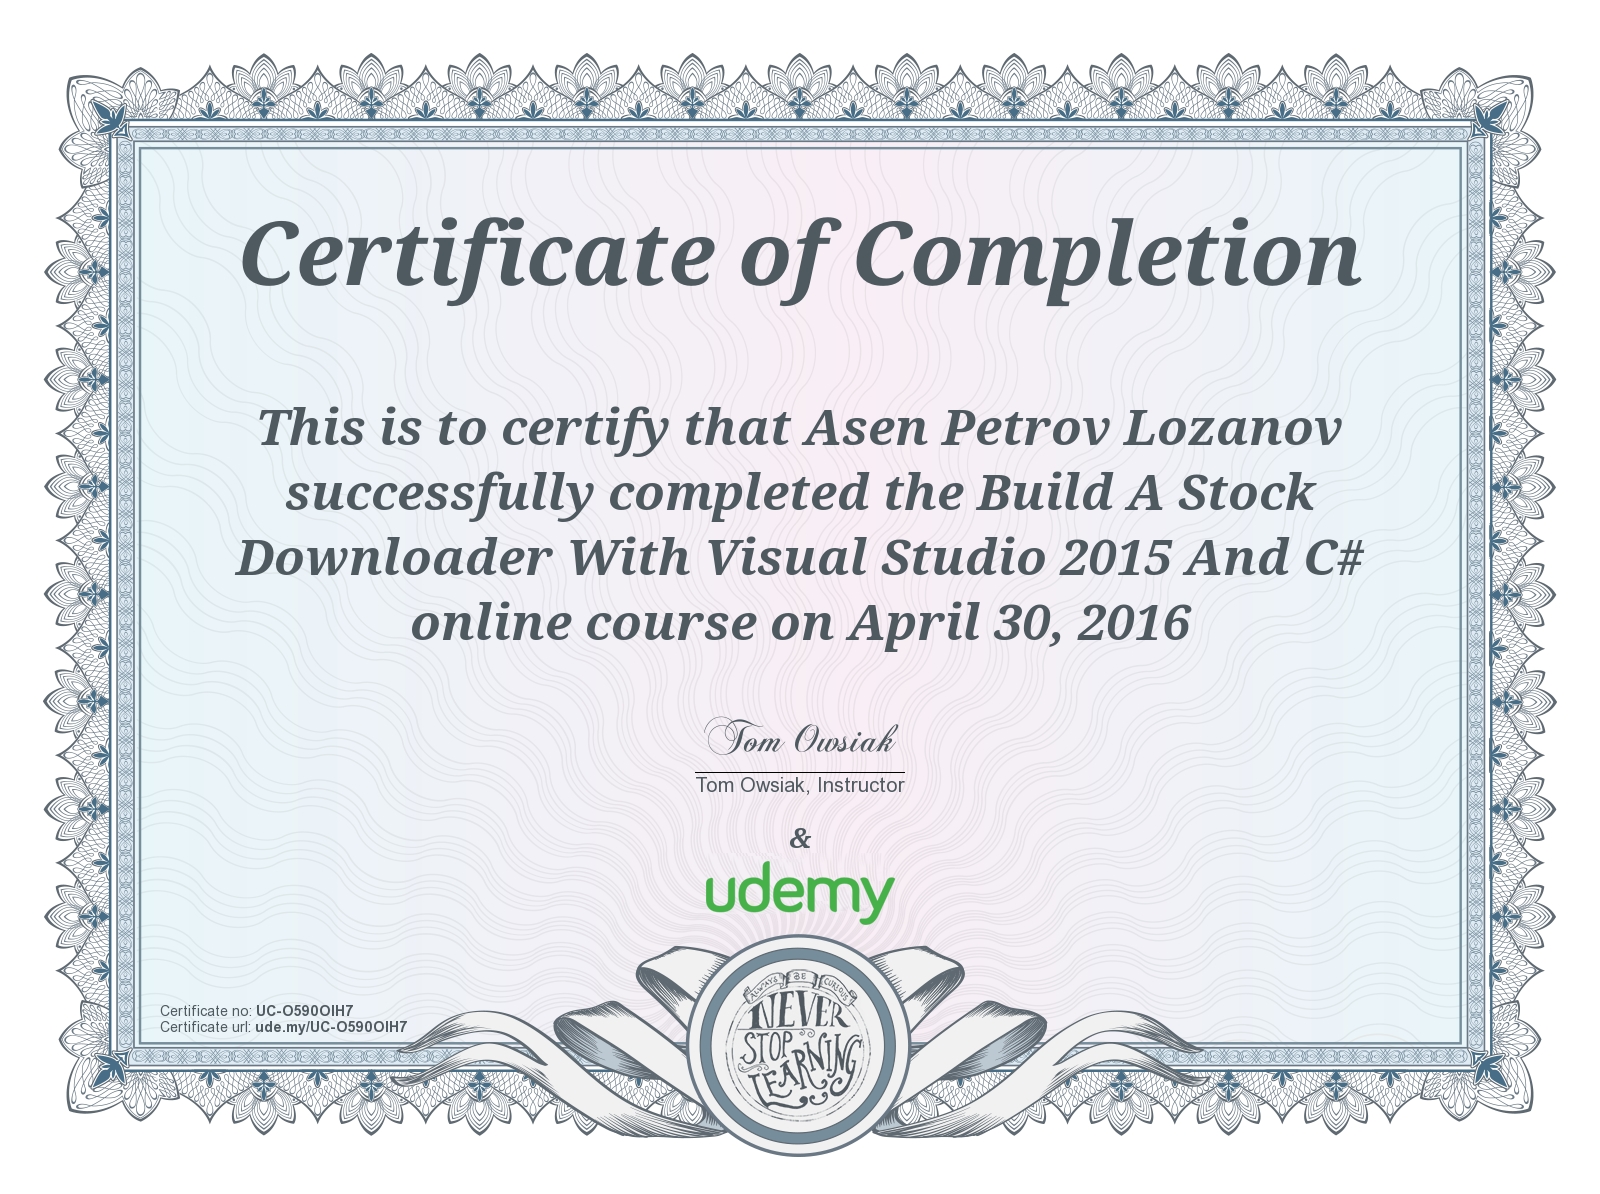 Certificate of Completion
This is to certify that Asen Petrov Lozanov
successfully completed the Build A Stock
Downloader With Visual Studio 2015 And C#
online course on April 30, 2016
Tom Owsiak
Tom Owsiak, Instructor
&
udemy
Certificate no: UC-O590OIH7
Certificate url: ude.my/UC-O590OIH7
ALWAYS BE CURIOUS
NEVER
STOP
LEARNING